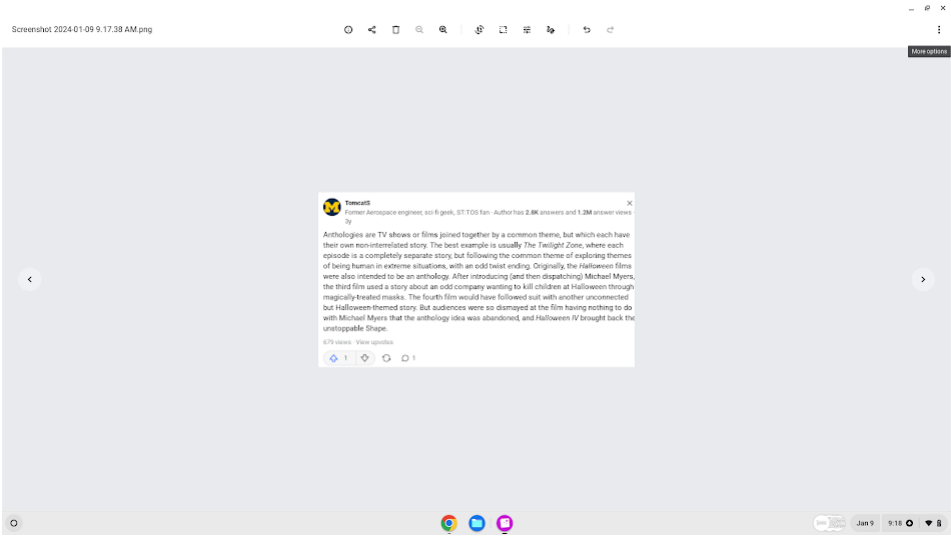 Screenshot 2024-01-09 9.17.38 AM.png
More options
TomcatS
Former Aerospace engineer, sci-fi geek, ST:TOS fan · Author has 2.8K answers and 1.2M answer views ·
3y
Anthologies are TV shows or films joined together by a common theme, but which each have
their own non-interrelated story. The best example is usually The Twilight Zone, where each
episode is a completely separate story, but following the common theme of exploring themes
of being human in extreme situations, with an odd twist ending. Originally, the Halloween films
were also intended to be an anthology. After introducing (and then dispatching) Michael Myers,
the third film used a story about an odd company wanting to kill children at Halloween through
magically-treated masks. The fourth film would have followed suit with another unconnected
but Halloween-themed story. But audiences were so dismayed at the film having nothing to do
with Michael Myers that the anthology idea was abandoned, and Halloween IV brought back the
unstoppable Shape.
679 views · View upvotes
1
1
Jan 9
9:18